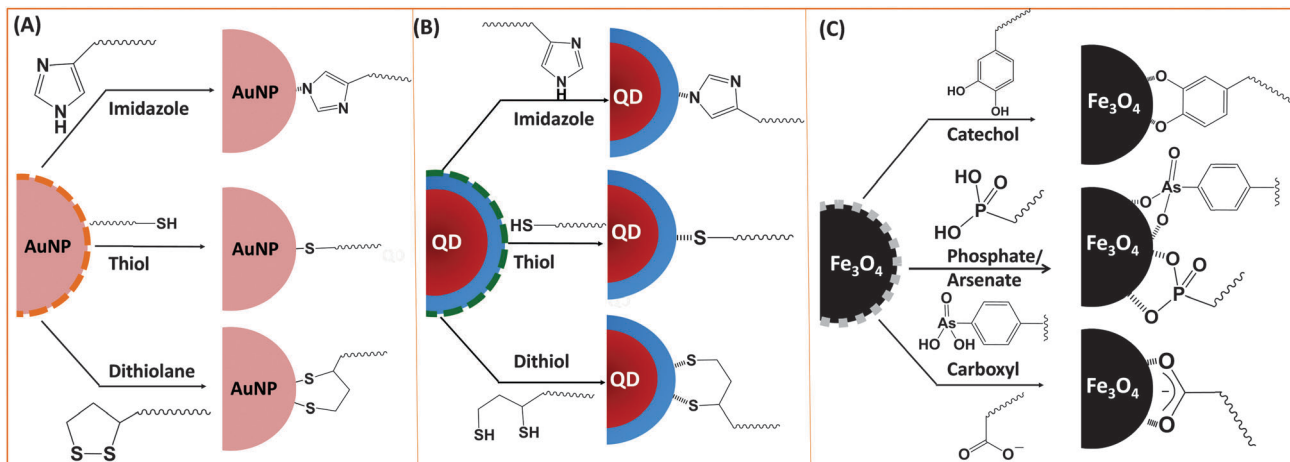 (A)
N
N
H
Imidazole
AuNP
N
N
AuNP
SH
Thiol
AuNP
S
Dithiolane
S
S
AuNP
S
S
(B)
N
N
H
Imidazole
QD
N
N
QD
HS
Thiol
QD
S
Dithiol
SH
SH
QD
S
S
(C)
HO
OH
Catechol
Fe3O4
O
O
HO
HO
P
O
Fe3O4
Phosphate/
Arsenate
O
As
HO
OH
Fe3O4
O
As
O
O
O
P
O
O
Carboxyl
O
O−
Fe3O4
O
O
−